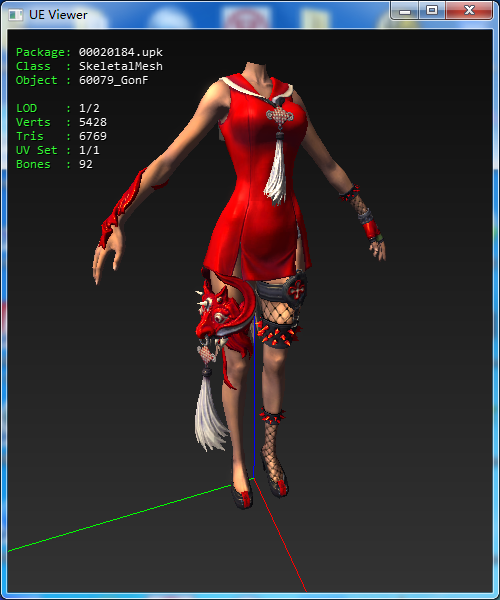 UE Viewer
Package: 00020184.upk
Class : SkeletalMesh
Object : 60079_GonF
LOD : 1/2
Verts : 5428
Tris : 6769
UV Set : 1/1
Bones : 92